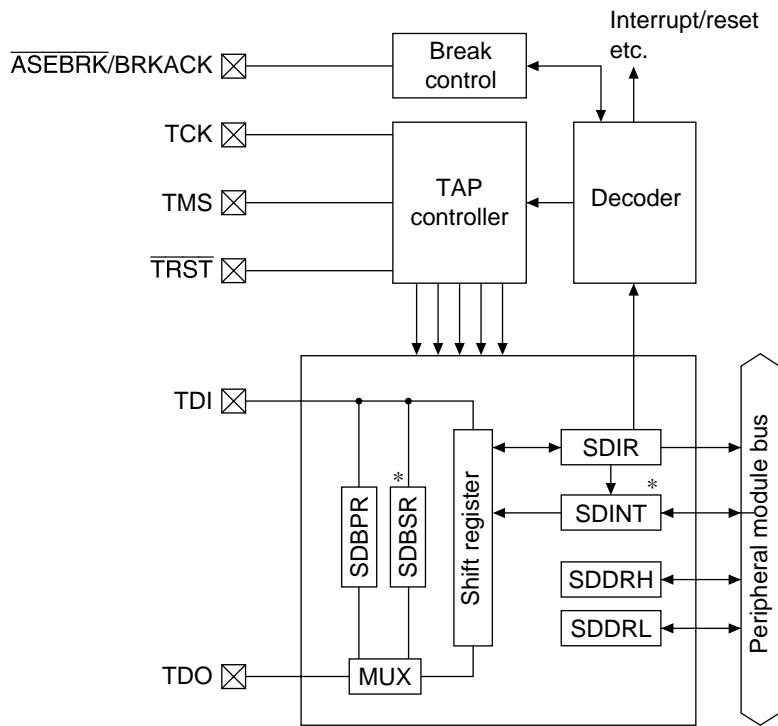 Interrupt/reset
etc.
ASEBRK/BRKACK
Break
control
TCK
TMS
TRST
TAP
controller
Decoder
TDI
SDBPR
SDBSR
*
Shift register
SDIR
*
SDINT
SDDRH
SDDRL
Peripheral module bus
TDO
MUX